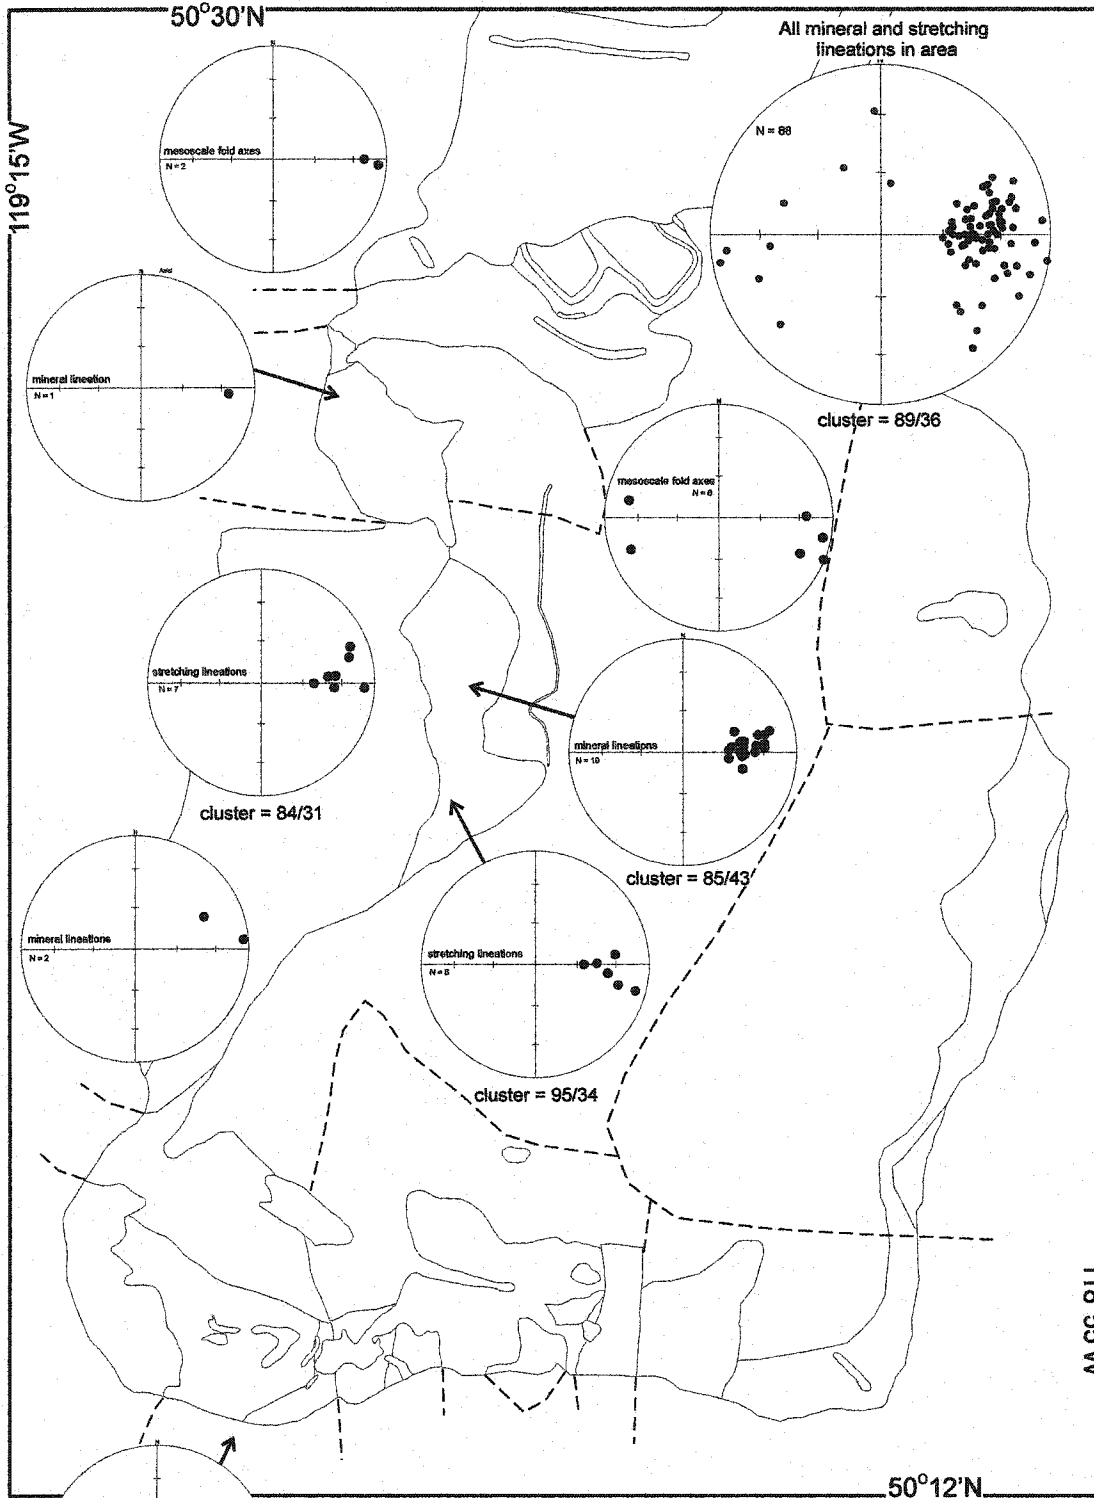 50°30'N
119°15'W
All mineral and stretching
lineations in area
N
N = 88
cluster = 89/36
N
mesoscale fold axes
N = 2
N
Axial
mineral lineation
N = 1
N
mesoscale fold axes
N = 6
stretching lineations
N = 7
cluster = 84/31
N
mineral lineations
N = 19
cluster = 85/43
N
mineral lineations
N = 2
stretching lineations
cluster = 95/34
N
50°12'N